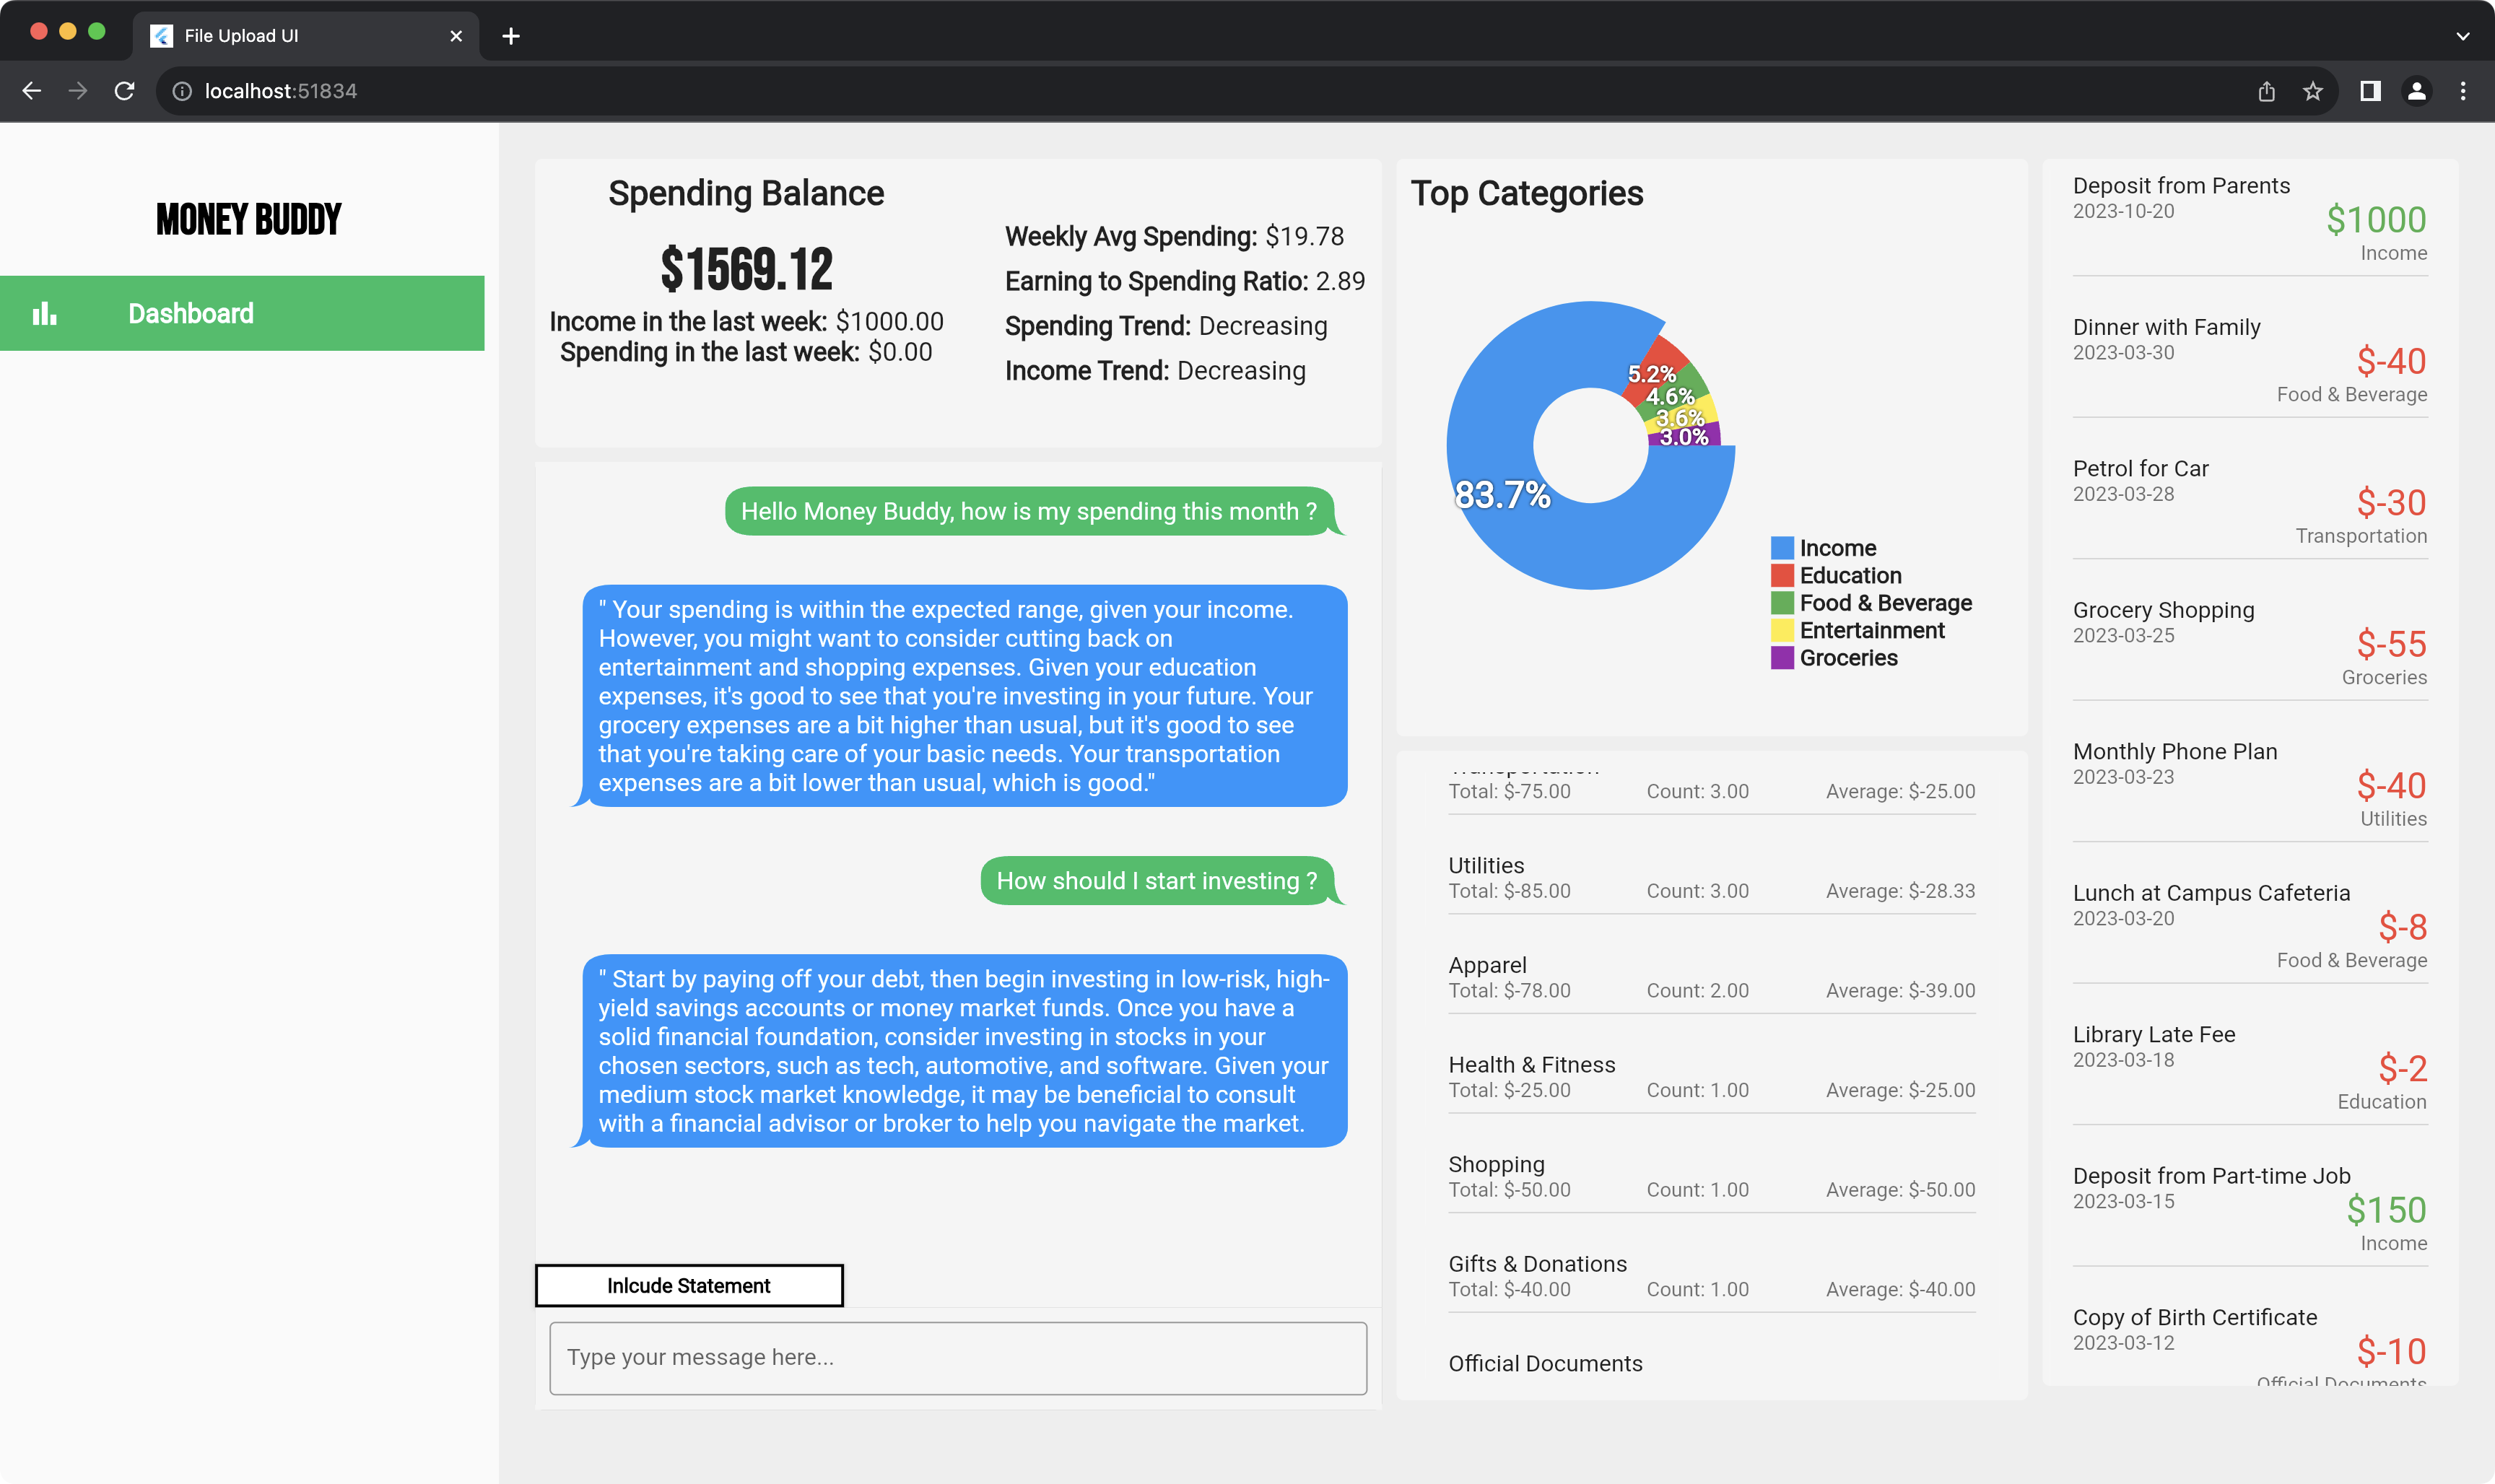 File Upload UI
localhost:51834
MONEY BUDDY
Dashboard
Spending Balance
$1569.12
Income in the last week: $1000.00
Spending in the last week: $0.00
Weekly Avg Spending: $19.78
Earning to Spending Ratio: 2.89
Spending Trend: Decreasing
Income Trend: Decreasing
Hello Money Buddy, how is my spending this month ?
" Your spending is within the expected range, given your income.
However, you might want to consider cutting back on
entertainment and shopping expenses. Given your education
expenses, it's good to see that you're investing in your future. Your
grocery expenses are a bit higher than usual, but it's good to see
that you're taking care of your basic needs. Your transportation
expenses are a bit lower than usual, which is good."
How should I start investing ?
" Start by paying off your debt, then begin investing in low-risk, high-
yield savings accounts or money market funds. Once you have a
solid financial foundation, consider investing in stocks in your
chosen sectors, such as tech, automotive, and software. Given your
medium stock market knowledge, it may be beneficial to consult
with a financial advisor or broker to help you navigate the market.
Inlcude Statement
Type your message here...
Top Categories
5.2%
4.6%
3.6%
3.0%
83.7%
Income
Education
Food & Beverage
Entertainment
Groceries
Transportation
Total: $-75.00 Count: 3.00 Average: $-25.00
Utilities
Total: $-85.00 Count: 3.00 Average: $-28.33
Apparel
Total: $-78.00 Count: 2.00 Average: $-39.00
Health & Fitness
Total: $-25.00 Count: 1.00 Average: $-25.00
Shopping
Total: $-50.00 Count: 1.00 Average: $-50.00
Gifts & Donations
Total: $-40.00 Count: 1.00 Average: $-40.00
Official Documents
Deposit from Parents
2023-10-20
$1000
Income
Dinner with Family
2023-03-30
$-40
Food & Beverage
Petrol for Car
2023-03-28
$-30
Transportation
Grocery Shopping
2023-03-25
$-55
Groceries
Monthly Phone Plan
2023-03-23
$-40
Utilities
Lunch at Campus Cafeteria
2023-03-20
$-8
Food & Beverage
Library Late Fee
2023-03-18
$-2
Education
Deposit from Part-time Job
2023-03-15
$150
Income
Copy of Birth Certificate
2023-03-12
$-10
Official Documents